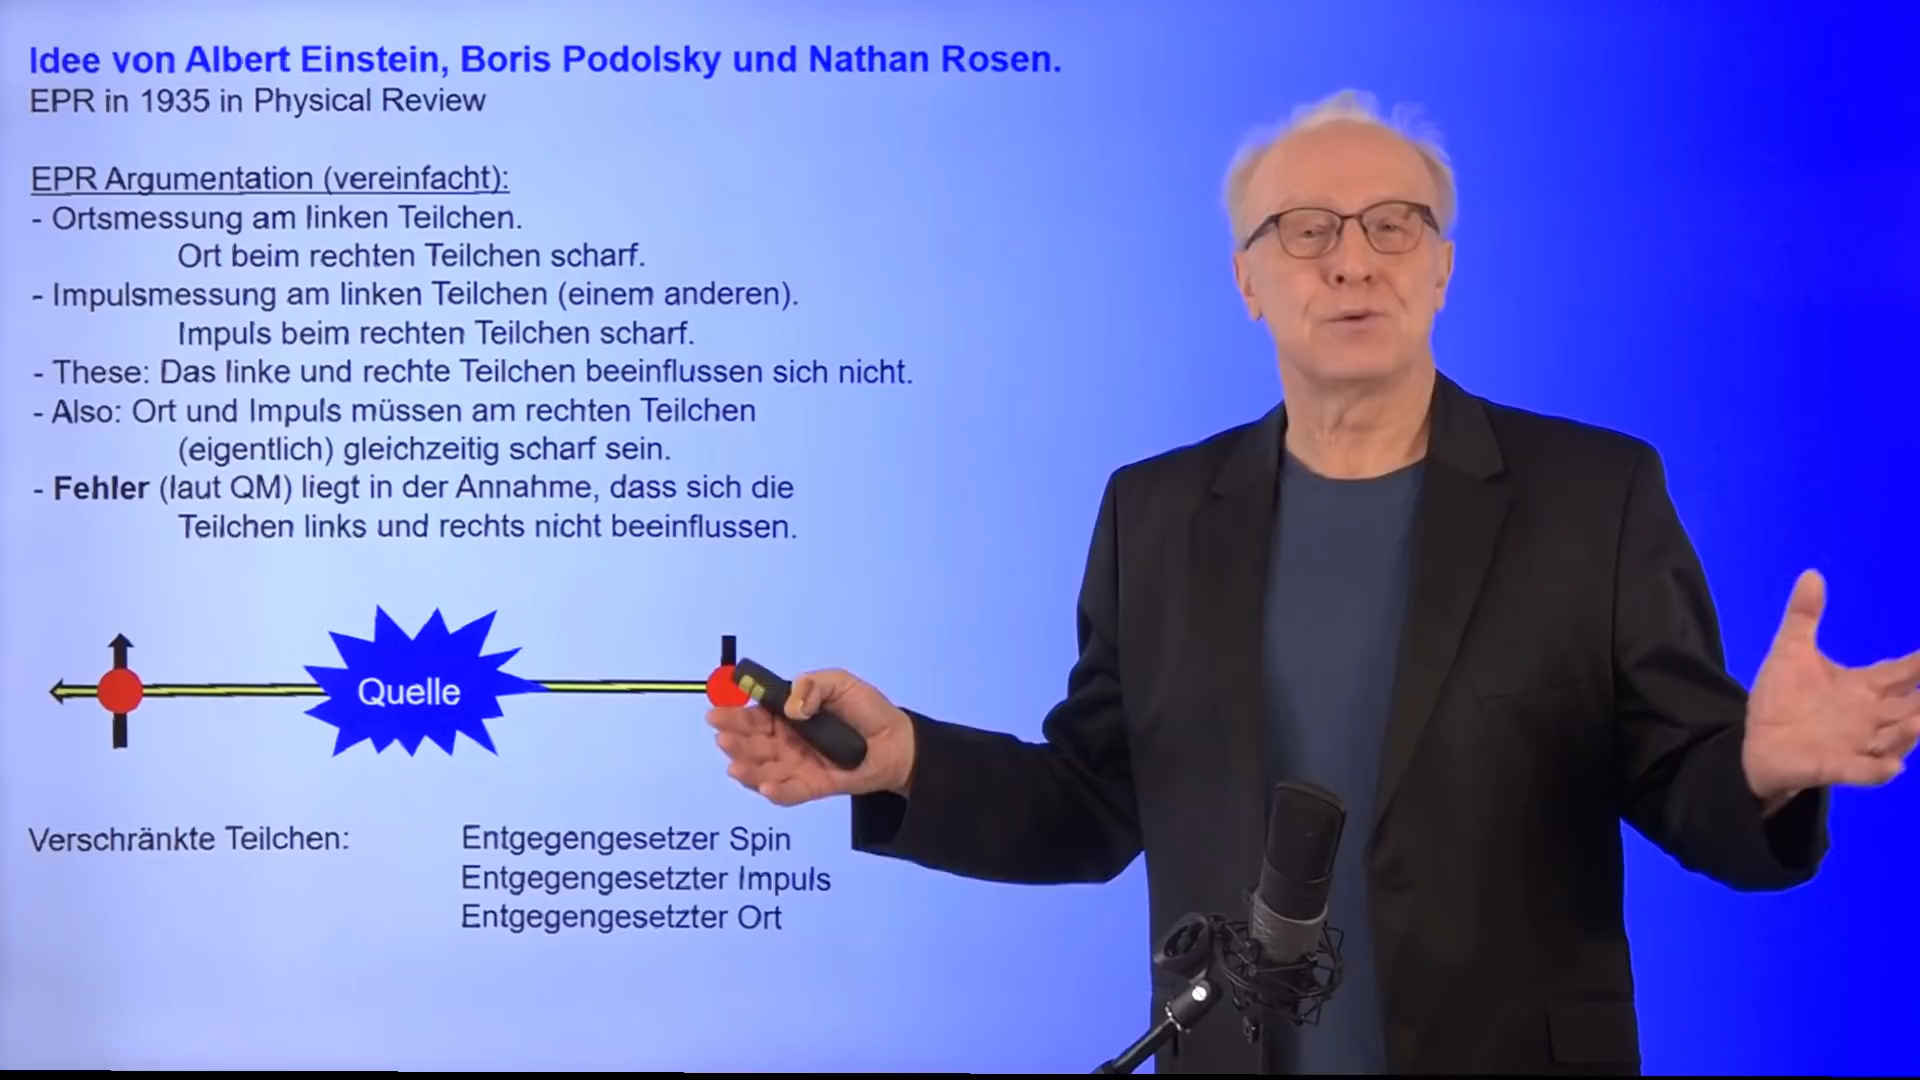 Idee von Albert Einstein, Boris Podolsky und Nathan Rosen.
EPR in 1935 in Physical Review
EPR Argumentation (vereinfacht):
- Ortsmessung am linken Teilchen.
Ort beim rechten Teilchen scharf.
- Impulsmessung am linken Teilchen (einem anderen).
Impuls beim rechten Teilchen scharf.
- These: Das linke und rechte Teilchen beeinflussen sich nicht.
- Also: Ort und Impuls müssen am rechten Teilchen
(eigentlich) gleichzeitig scharf sein.
- Fehler (laut QM) liegt in der Annahme, dass sich die
Teilchen links und rechts nicht beeinflussen.
Quelle
Verschränkte Teilchen:
Entgegengesetzer Spin
Entgegengesetzter Impuls
Entgegengesetzter Ort